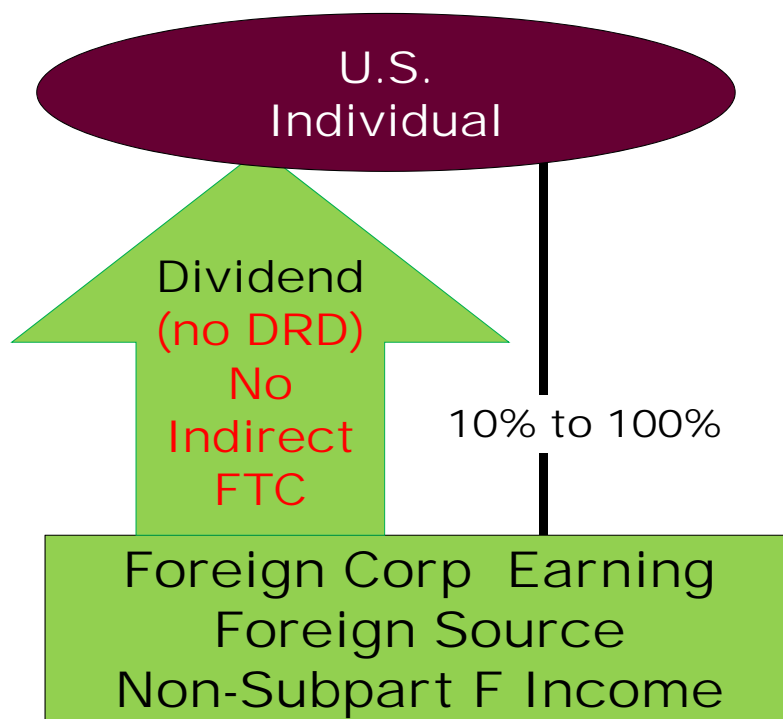 U.S.
Individual
Dividend
(no DRD)
No
Indirect
FTC
10% to 100%
Foreign Corp Earning
Foreign Source
Non-Subpart F Income